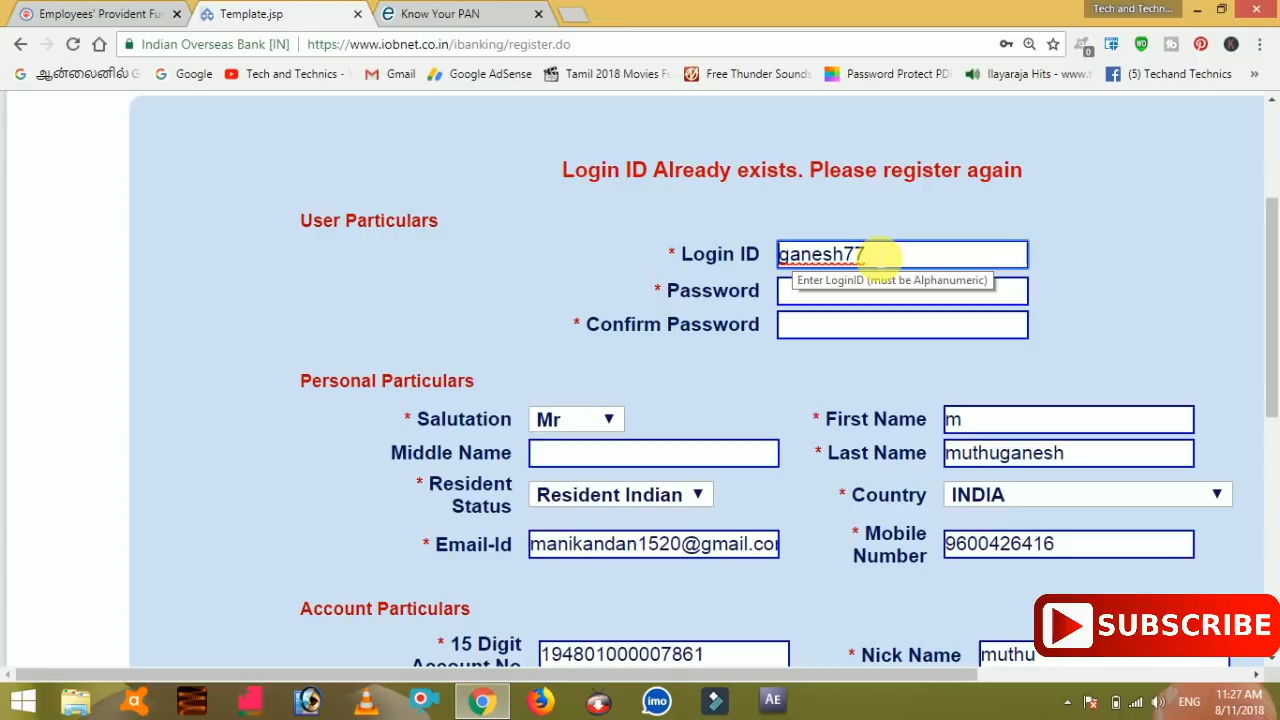 Employees' Provident Fu
Template.jsp
Know Your PAN
Tech and Techn...
Indian Overseas Bank [IN] | https://www.iobnet.co.in/ibanking/register.do
ஆன்லைனில் G
Google
Tech and Technics -
Gmail
Google AdSense
Tamil 2018 Movies F
Free Thunder Sounds
Password Protect PD
Ilayaraja Hits - www.t
(5) Techand Technics
»
Login ID Already exists. Please register again
User Particulars
* Login ID ganesh77
Enter LoginID (must be Alphanumeric)
* Password
* Confirm Password
Personal Particulars
* Salutation Mr
* First Name m
Middle Name
* Last Name muthuganesh
* Resident
Status
Resident Indian
* Country INDIA
* Email-Id manikandan1520@gmail.cor
* Mobile
Number
9600426416
Account Particulars
* 15 Digit
Account No
194801000007861
* Nick Name muthu
SUBSCRIBE
imo
AE
ENG
11:27 AM
8/11/2018